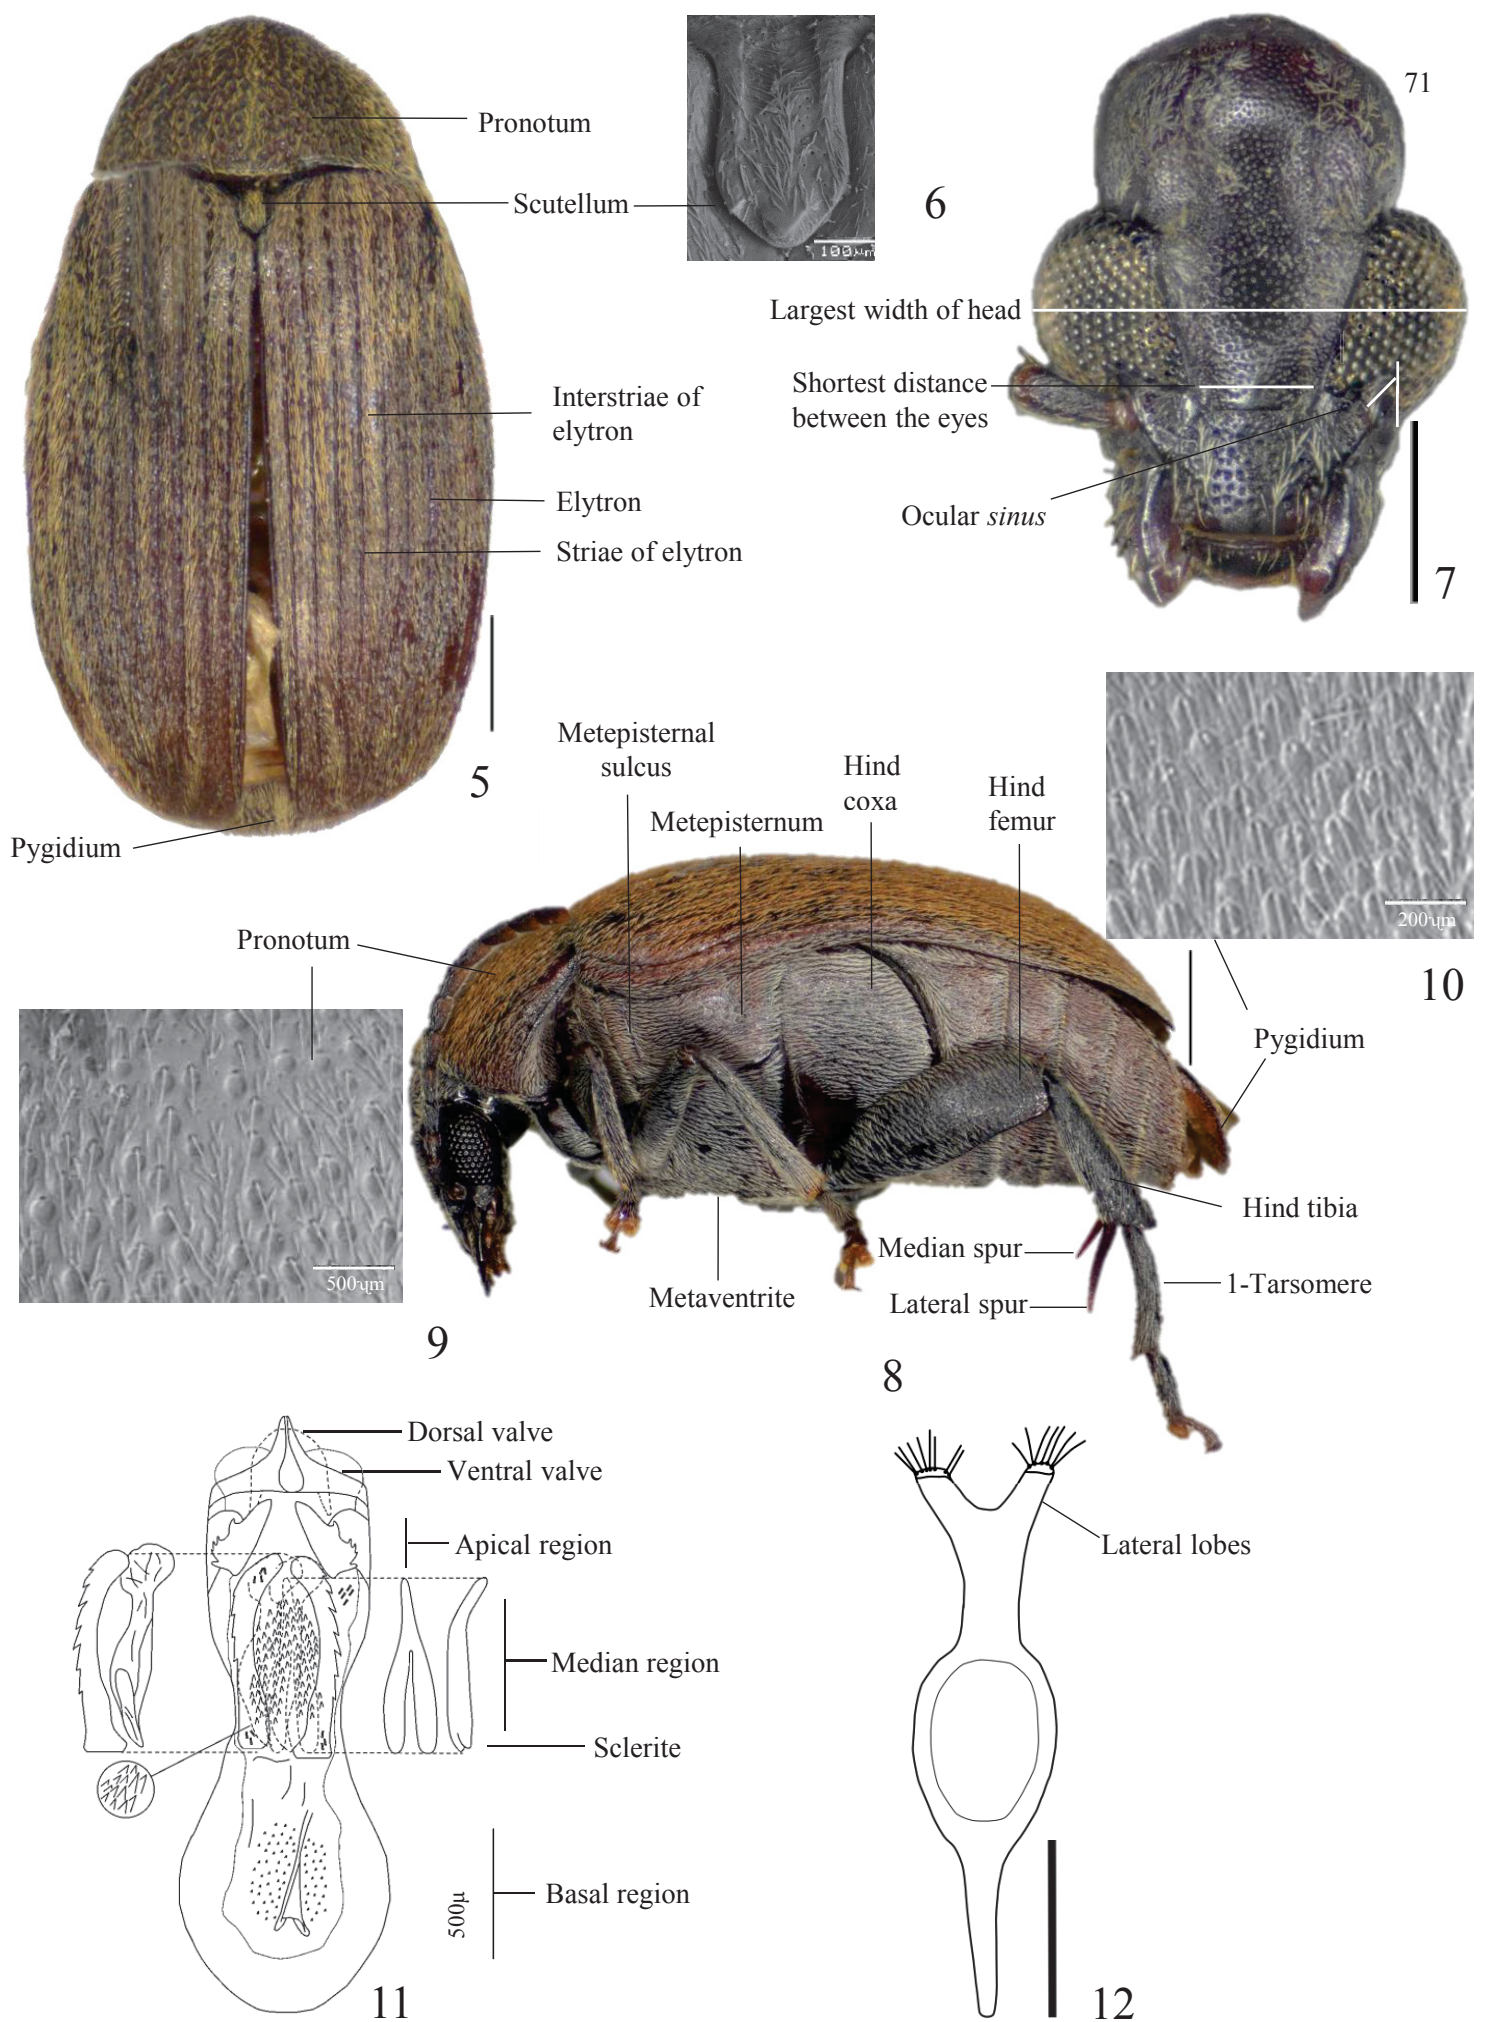 Pronotum
71
Scutellum
6
100µm
Largest width of head
Shortest distance
between the eyes
Interstriae of
elytron
Elytron
Ocular sinus
Striae of elytron
7
Metepisternal
sulcus
Hind
coxa
Hind
femur
5
Metepisternum
Pygidium
200µm
Pronotum
10
Pygidium
Hind tibia
Median spur
500µm
1-Tarsomere
Metaventrite
Lateral spur
9
8
Dorsal valve
Ventral valve
Apical region
Lateral lobes
Median region
Sclerite
Basal region
500µ
11
12